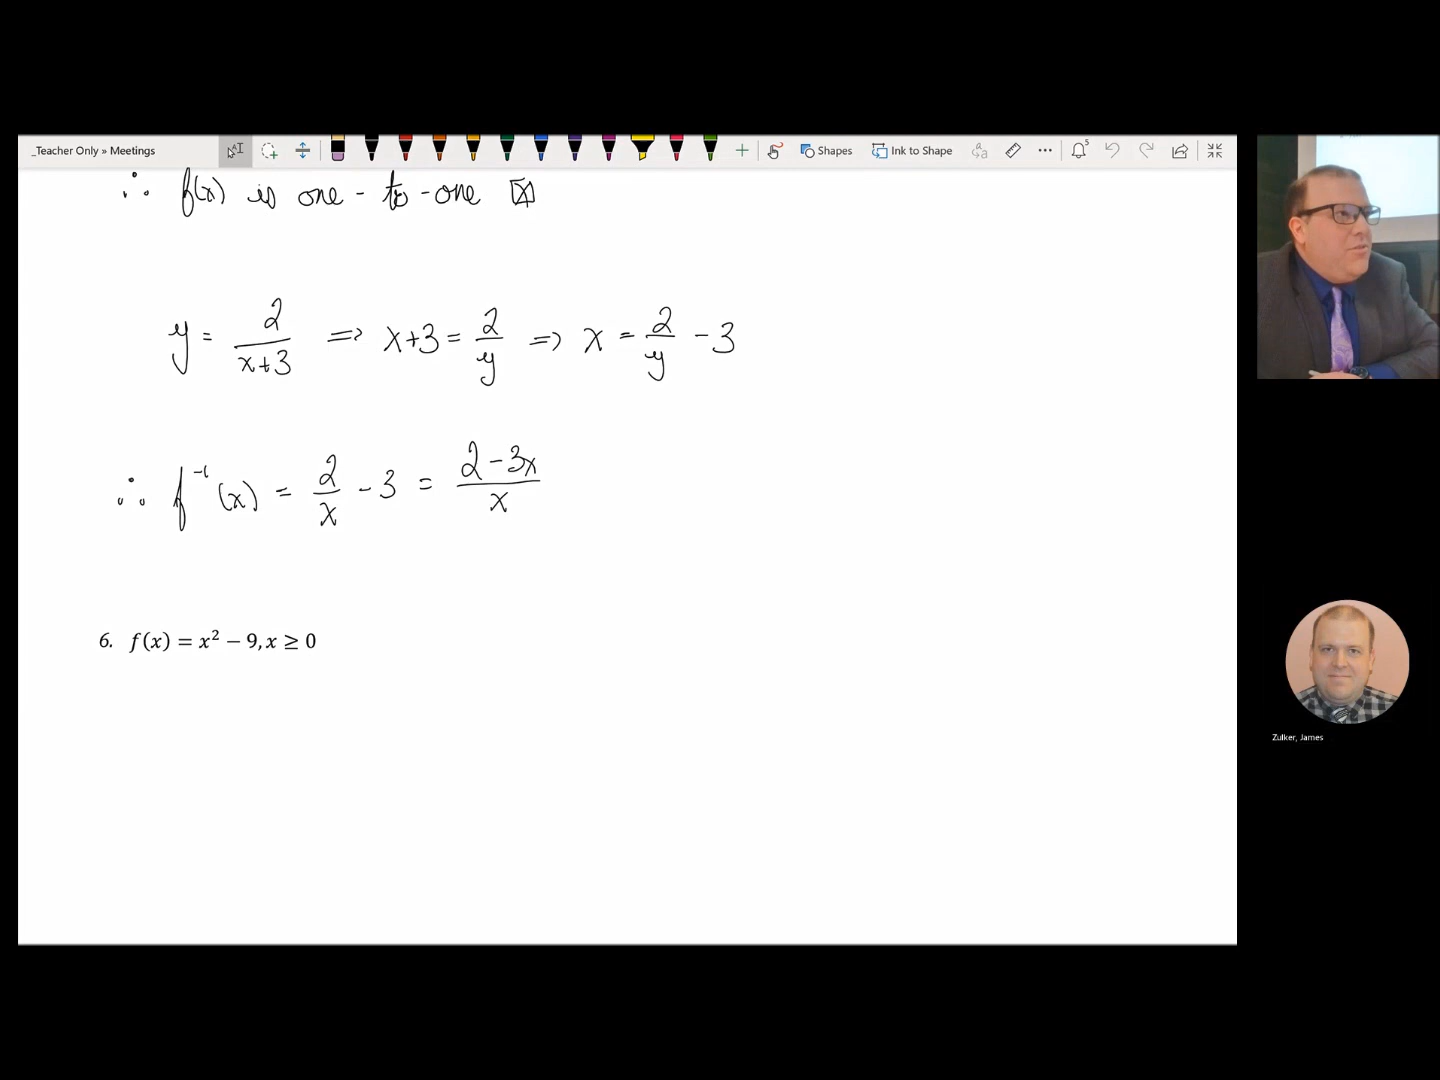 _Teacher Only » Meetings
Shapes
Ink to Shape
∴ f(x) is one-to-one
y = 2/(x+3) ⇒ x+3 = 2/y ⇒ x = 2/y - 3
∴ f⁻¹(x) = 2/x - 3 = (2-3x)/x
6. f(x) = x² − 9, x ≥ 0
Zulker, James